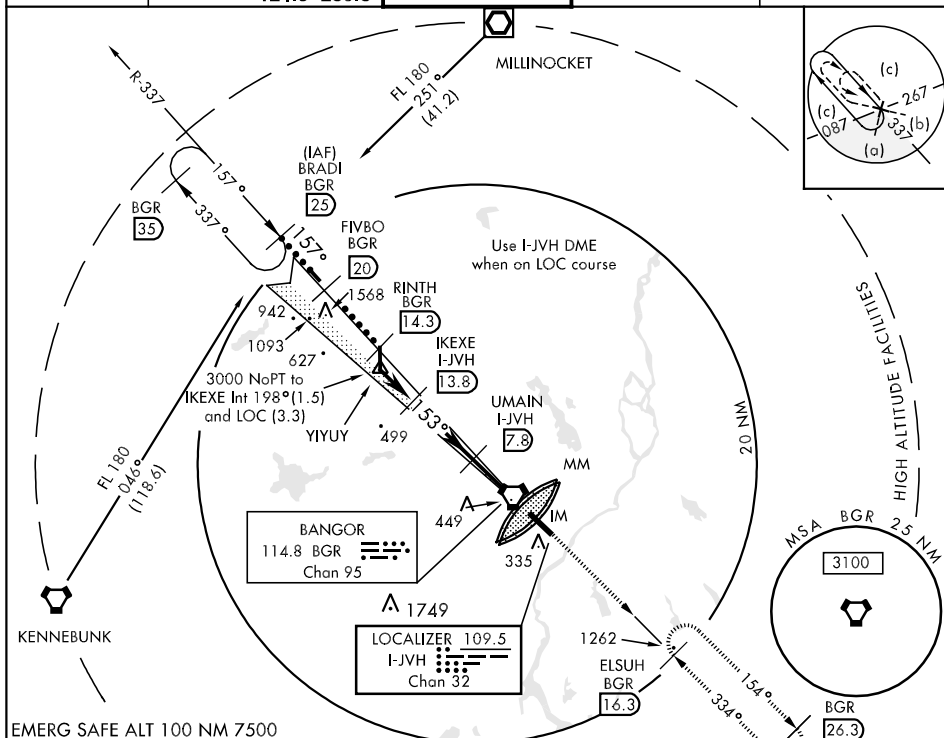 MILLINOCKET
FL 180
251°
(41.2)
R-337
(c)
(c)
267
087
337
(b)
(a)
157°
337°
BGR
35
(IAF)
BRADI
BGR
25
157°
FIVBO
BGR
20
Use I-JVH DME
when on LOC course
1568
RINTH
BGR
14.3
942
1093
627
IKEXE
I-JVH
13.8
3000 NoPT to
IKEXE Int 198°(1.5)
and LOC (3.3)
YIYUY
499
153°
UMAIN
I-JVH
7.8
20 NM
HIGH ALTITUDE FACILITIES
FL 180
046°
(118.6)
MM
IM
449
335
BANGOR
114.8 BGR
Chan 95
MSA BGR 25 NM
3100
KENNEBUNK
1749
LOCALIZER 109.5
I-JVH
Chan 32
1262
ELSUH
BGR
16.3
154°
334°
BGR
26.3
EMERG SAFE ALT 100 NM 7500